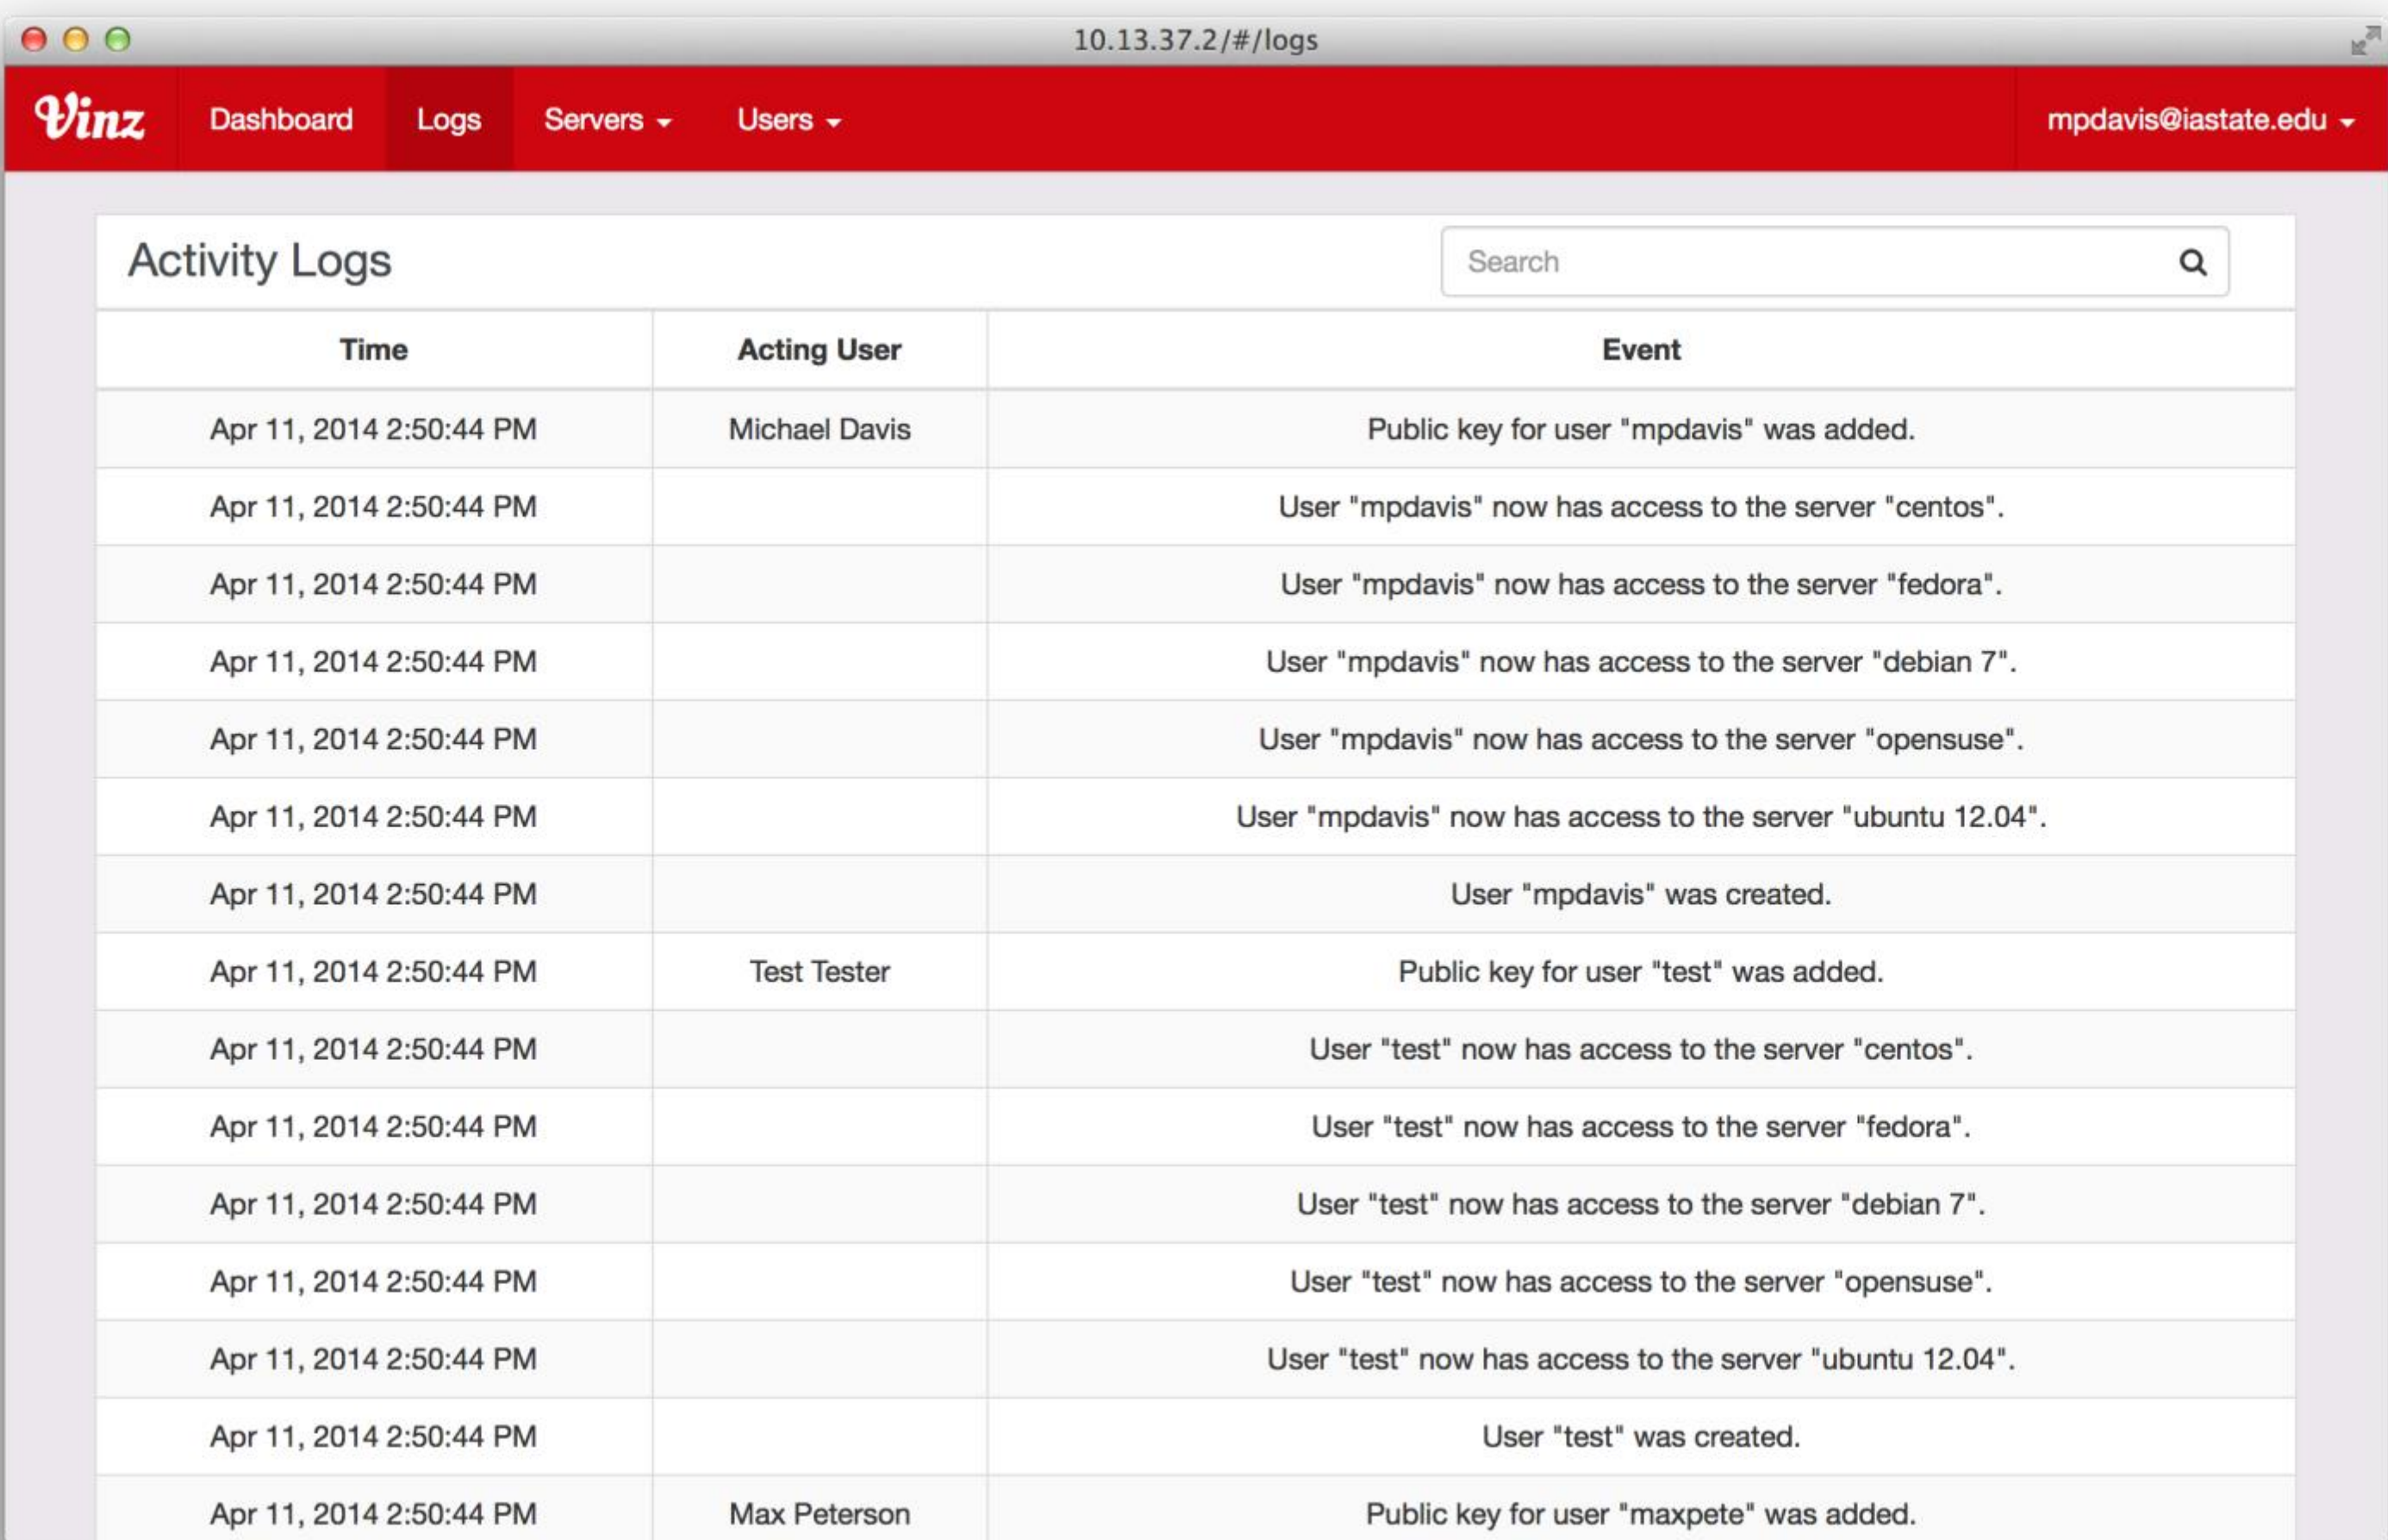 10.13.37.2/#/logs
Vinz Dashboard Logs Servers Users mpdavis@iastate.edu
Activity Logs Search
Time Acting User Event
Apr 11, 2014 2:50:44 PM Michael Davis Public key for user "mpdavis" was added.
Apr 11, 2014 2:50:44 PM User "mpdavis" now has access to the server "centos".
Apr 11, 2014 2:50:44 PM User "mpdavis" now has access to the server "fedora".
Apr 11, 2014 2:50:44 PM User "mpdavis" now has access to the server "debian 7".
Apr 11, 2014 2:50:44 PM User "mpdavis" now has access to the server "opensuse".
Apr 11, 2014 2:50:44 PM User "mpdavis" now has access to the server "ubuntu 12.04".
Apr 11, 2014 2:50:44 PM User "mpdavis" was created.
Apr 11, 2014 2:50:44 PM Test Tester Public key for user "test" was added.
Apr 11, 2014 2:50:44 PM User "test" now has access to the server "centos".
Apr 11, 2014 2:50:44 PM User "test" now has access to the server "fedora".
Apr 11, 2014 2:50:44 PM User "test" now has access to the server "debian 7".
Apr 11, 2014 2:50:44 PM User "test" now has access to the server "opensuse".
Apr 11, 2014 2:50:44 PM User "test" now has access to the server "ubuntu 12.04".
Apr 11, 2014 2:50:44 PM User "test" was created.
Apr 11, 2014 2:50:44 PM Max Peterson Public key for user "maxpete" was added.